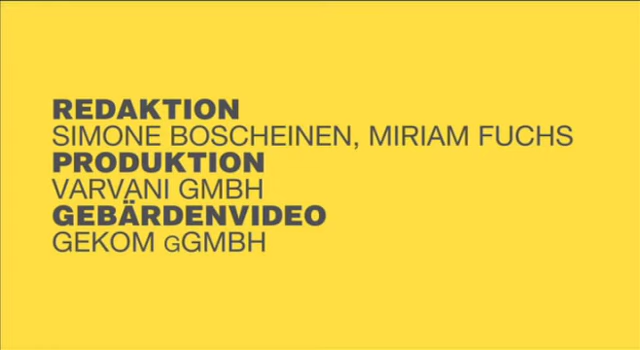 REDAKTION
SIMONE BOSCHEINEN, MIRIAM FUCHS
PRODUKTION
VARVANI GMBH
GEBÄRDENVIDEO
GEKOM GGMBH